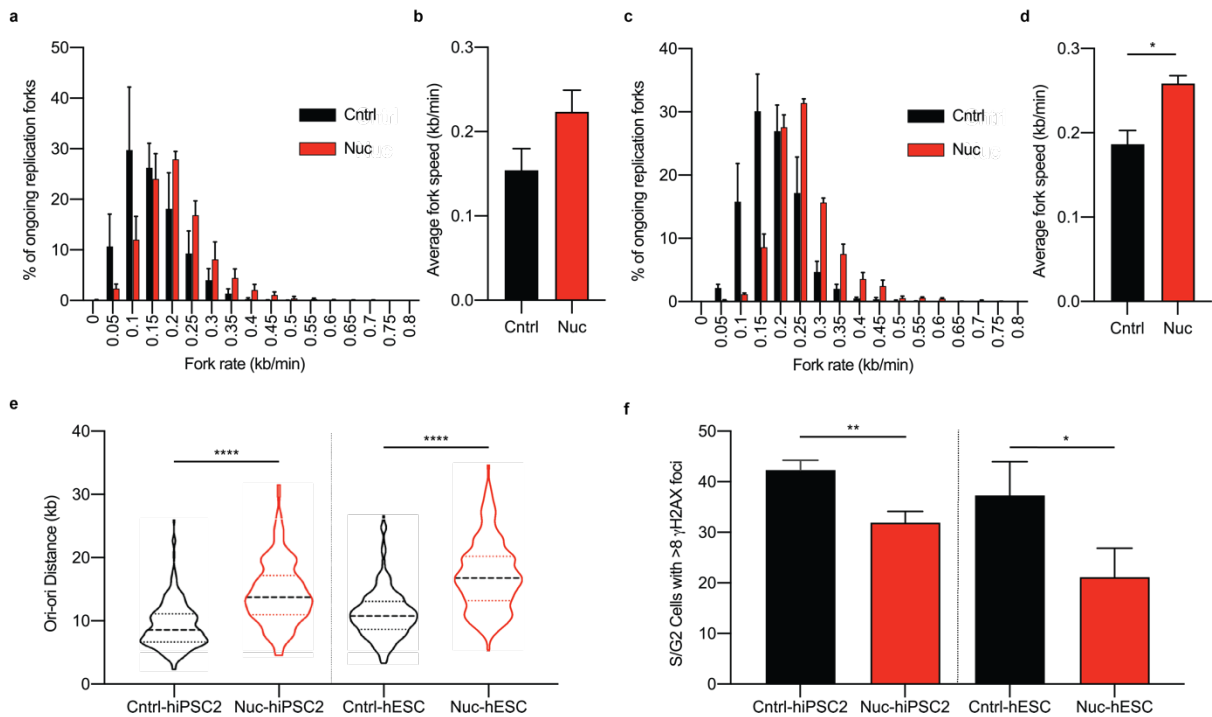 a
b
c
d
50
40
30
20
10
0
% of ongoing replication forks
Cntrl
Nuc
0
0.05
0.1
0.15
0.2
0.25
0.3
0.35
0.4
0.45
0.5
0.55
0.6
0.65
0.7
0.75
0.8
Fork rate (kb/min)
0.3
0.2
0.1
0.0
Average fork speed (kb/min)
Cntrl
Nuc
40
30
20
10
0
% of ongoing replication forks
Cntrl
Nuc
0
0.05
0.1
0.15
0.2
0.25
0.3
0.35
0.4
0.45
0.5
0.55
0.6
0.65
0.7
0.75
0.8
Fork rate (kb/min)
*
0.3
0.2
0.1
0.0
Average fork speed (kb/min)
Cntrl
Nuc
e
40
30
20
10
0
Ori-ori Distance (kb)
****
****
Cntrl-hiPSC2
Nuc-hiPSC2
Cntrl-hESC
Nuc-hESC
f
50
40
30
20
10
0
S/G2 Cells with >8 γH2AX foci
**
*
Cntrl-hiPSC2
Nuc-hiPSC2
Cntrl-hESC
Nuc-hESC